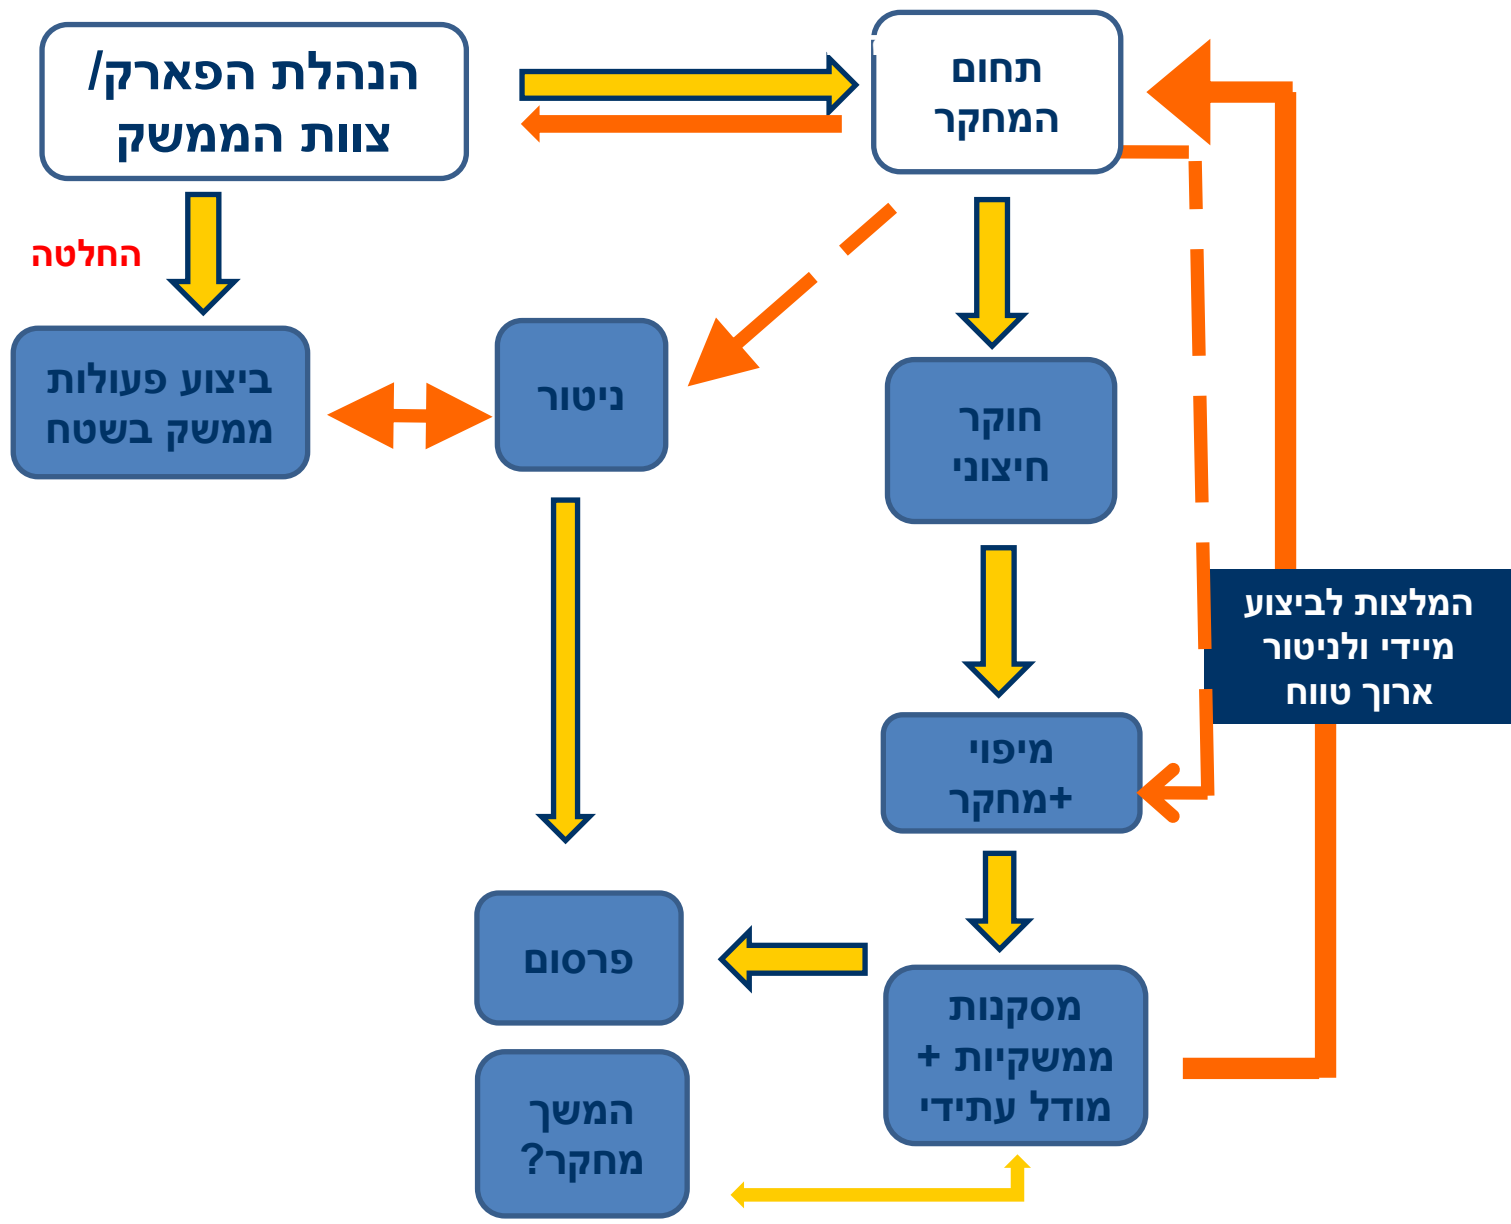 הנהלת הפארק/
צוות הממשק
תחום
המחקר
החלטה
ביצוע פעולות
ממשק בשטח
ניטור
חוקר
חיצוני
המלצות לביצוע
מיידי ולניטור
ארוך טווח
מיפוי
+מחקר
פרסום
מסקנות
ממשקיות +
מודל עתידי
המשך
מחקר?